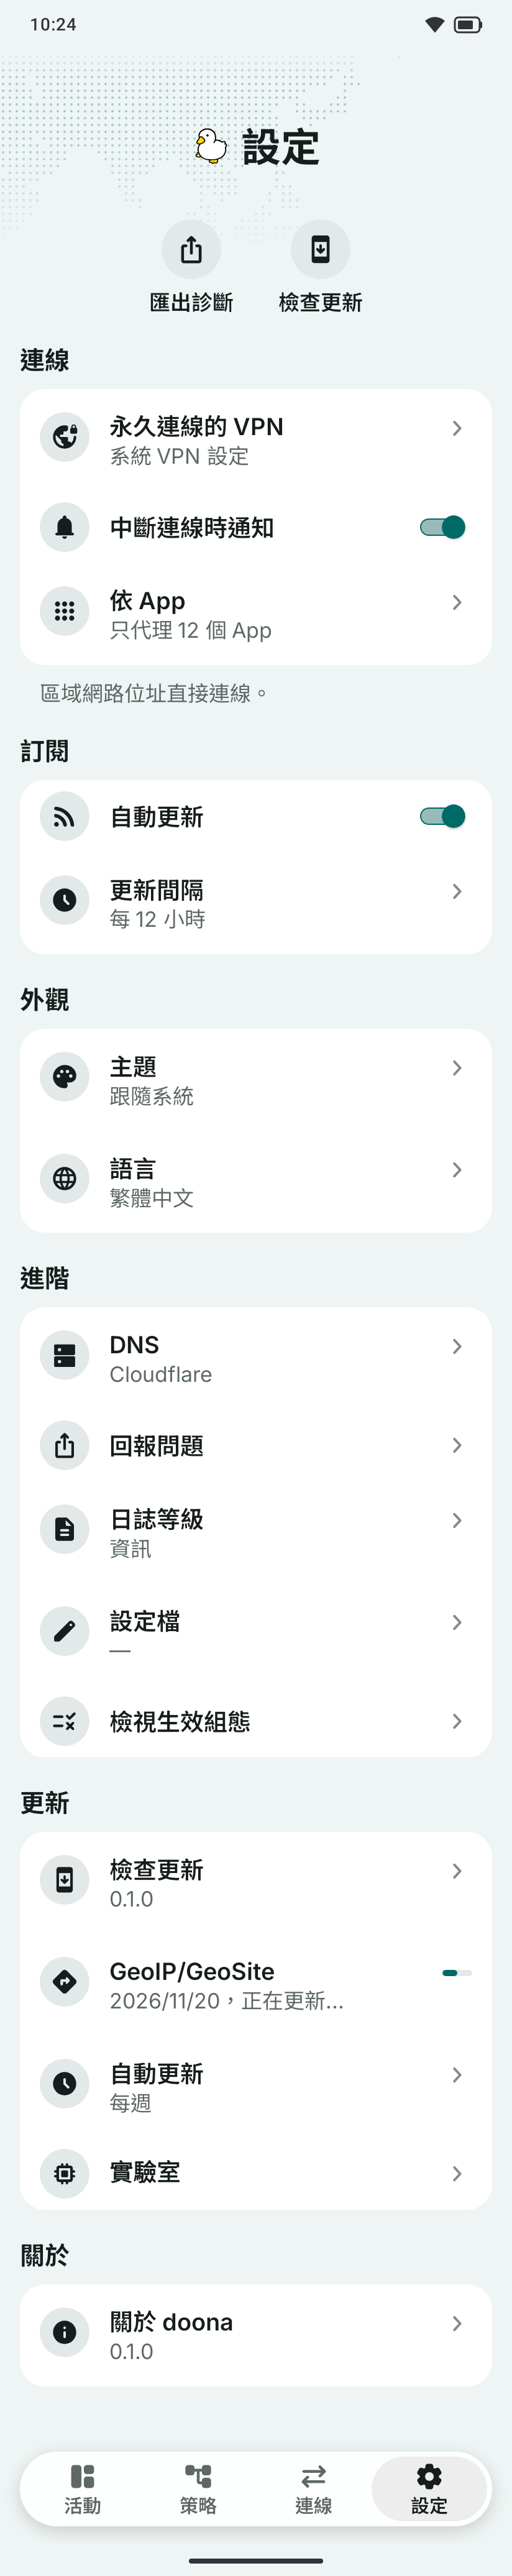 10:24
設定
匯出診斷
檢查更新
連線
永久連線的 VPN
系統 VPN 設定
中斷連線時通知
依 App
只代理 12 個 App
區域網路位址直接連線。
訂閱
自動更新
更新間隔
每 12 小時
外觀
主題
跟隨系統
語言
繁體中文
進階
DNS
Cloudflare
回報問題
日誌等級
資訊
設定檔
—
檢視生效組態
更新
檢查更新
0.1.0
GeoIP/GeoSite
2026/11/20，正在更新…
自動更新
每週
實驗室
關於
關於 doona
0.1.0
活動
策略
連線
設定